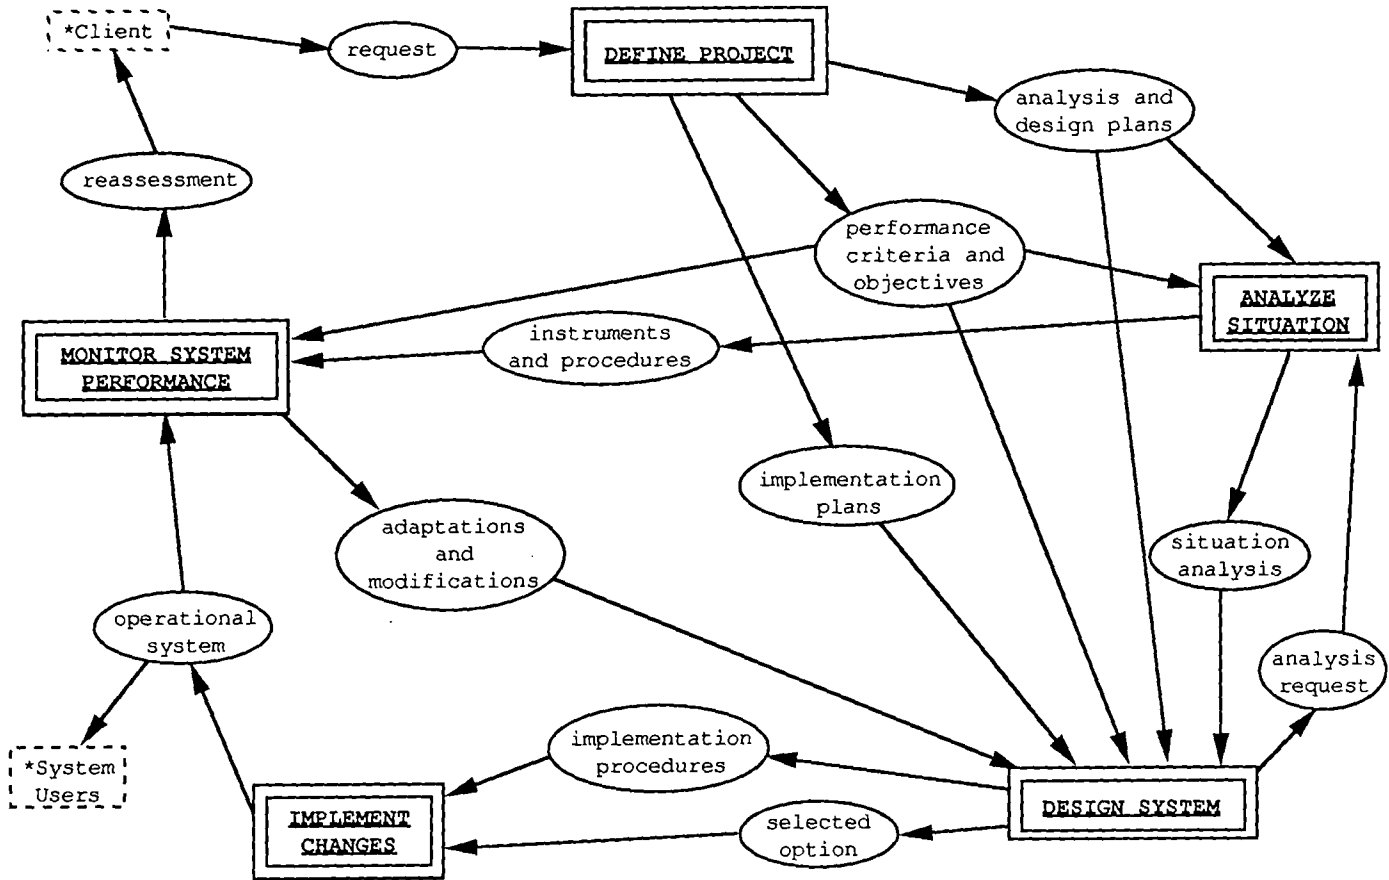 *Client
request
DEFINE PROJECT
analysis and
design plans
reassessment
performance
criteria and
objectives
ANALYZE
SITUATION
instruments
and procedures
MONITOR SYSTEM
PERFORMANCE
implementation
plans
adaptations
and
modifications
situation
analysis
operational
system
analysis
request
implementation
procedures
*System
Users
IMPLEMENT
CHANGES
selected
option
DESIGN SYSTEM